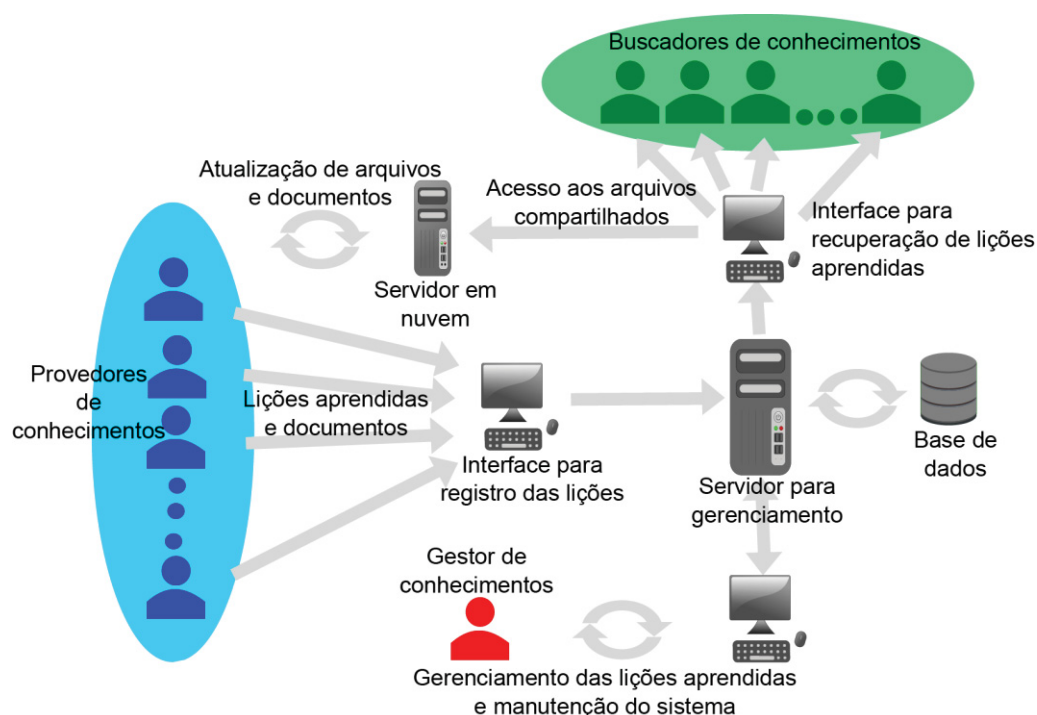 Buscadores de conhecimentos
Atualização de arquivos
e documentos
Acesso aos arquivos
compartilhados
Interface para
recuperação de lições
aprendidas
Servidor em
nuvem
Provedores
de
conhecimentos
Lições aprendidas
e documentos
Interface para
registro das lições
Servidor para
gerenciamento
Base de
dados
Gestor de
conhecimentos
Gerenciamento das lições aprendidas
e manutenção do sistema